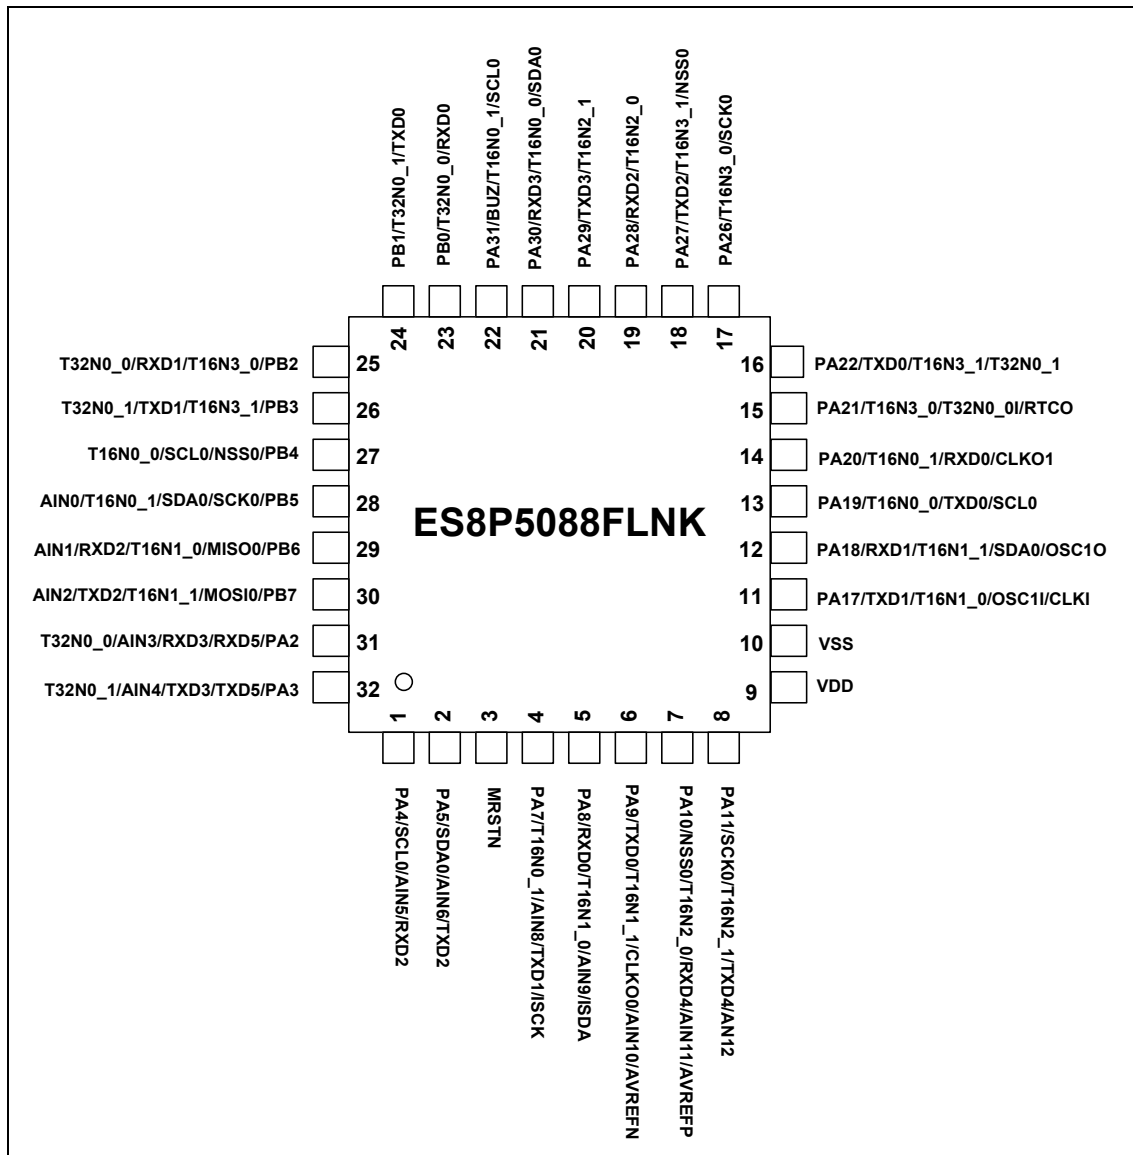 PB1/T32N0_1/TXD0
PB0/T32N0_0/RXD0
PA31/BUZ/T16N0_1/SCL0
PA30/RXD3/T16N0_0/SDA0
PA29/TXD3/T16N2_1
PA28/RXD2/T16N2_0
PA27/TXD2/T16N3_1/NSS0
PA26/T16N3_0/SCK0
24
23
22
21
20
19
18
17
T32N0_0/RXD1/T16N3_0/PB2
25
16
PA22/TXD0/T16N3_1/T32N0_1
T32N0_1/TXD1/T16N3_1/PB3
26
15
PA21/T16N3_0/T32N0_0I/RTCO
T16N0_0/SCL0/NSS0/PB4
27
14
PA20/T16N0_1/RXD0/CLKO1
AIN0/T16N0_1/SDA0/SCK0/PB5
28
13
PA19/T16N0_0/TXD0/SCL0
ES8P5088FLNK
AIN1/RXD2/T16N1_0/MISO0/PB6
29
12
PA18/RXD1/T16N1_1/SDA0/OSC1O
AIN2/TXD2/T16N1_1/MOSI0/PB7
30
11
PA17/TXD1/T16N1_0/OSC1I/CLKI
T32N0_0/AIN3/RXD3/RXD5/PA2
31
10
VSS
T32N0_1/AIN4/TXD3/TXD5/PA3
32
9
VDD
1
2
3
4
5
6
7
8
PA4/SCL0/AIN5/RXD2
PA5/SDA0/AIN6/TXD2
MRSTN
PA7/T16N0_1/AIN8/TXD1/ISCK
PA8/RXD0/T16N1_0/AIN9/ISDA
PA9/TXD0/T16N1_1/CLKO0/AIN10/AVREFN
PA10/NSS0/T16N2_0/RXD4/AIN11/AVREFP
PA11/SCK0/T16N2_1/TXD4/AN12